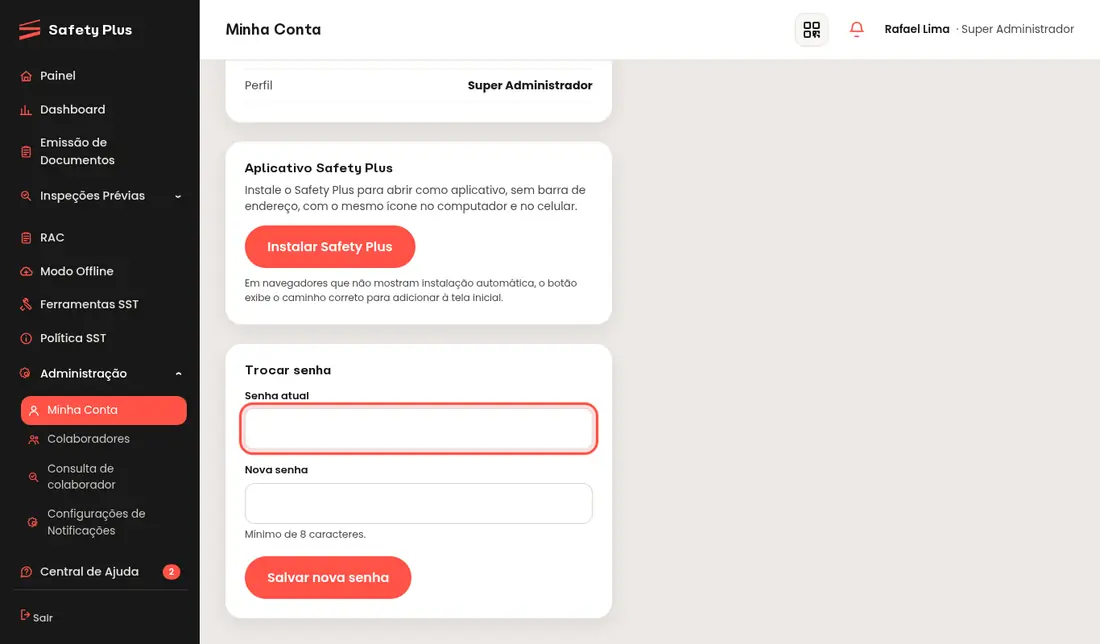 Safety Plus
Painel
Dashboard
Emissão de
Documentos
Inspeções Prévias
RAC
Modo Offline
Ferramentas SST
Política SST
Administração
Minha Conta
Colaboradores
Consulta de
colaborador
Configurações de
Notificações
Central de Ajuda 2
Sair
Minha Conta
Rafael Lima · Super Administrador
Perfil Super Administrador
Aplicativo Safety Plus
Instale o Safety Plus para abrir como aplicativo, sem barra de
endereço, com o mesmo ícone no computador e no celular.
Instalar Safety Plus
Em navegadores que não mostram instalação automática, o botão
exibe o caminho correto para adicionar à tela inicial.
Trocar senha
Senha atual
Nova senha
Mínimo de 8 caracteres.
Salvar nova senha